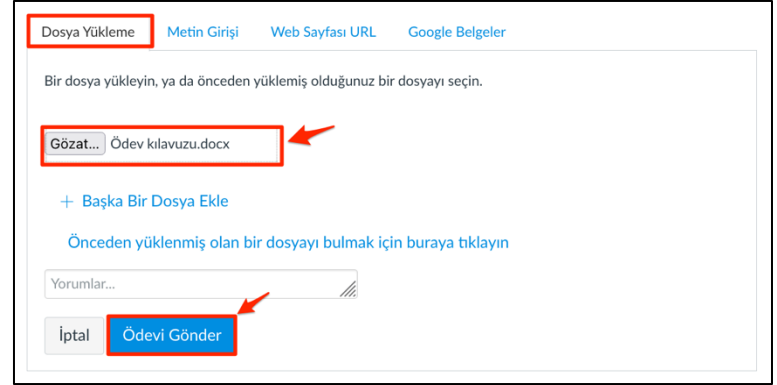 Dosya Yükleme Metin Girişi Web Sayfası URL Google Belgeler
Bir dosya yükleyin, ya da önceden yüklemiş olduğunuz bir dosyayı seçin.
Gözat... Ödev kılavuzu.docx
+ Başka Bir Dosya Ekle
Önceden yüklenmiş olan bir dosyayı bulmak için buraya tıklayın
Yorumlar...
İptal Ödevi Gönder